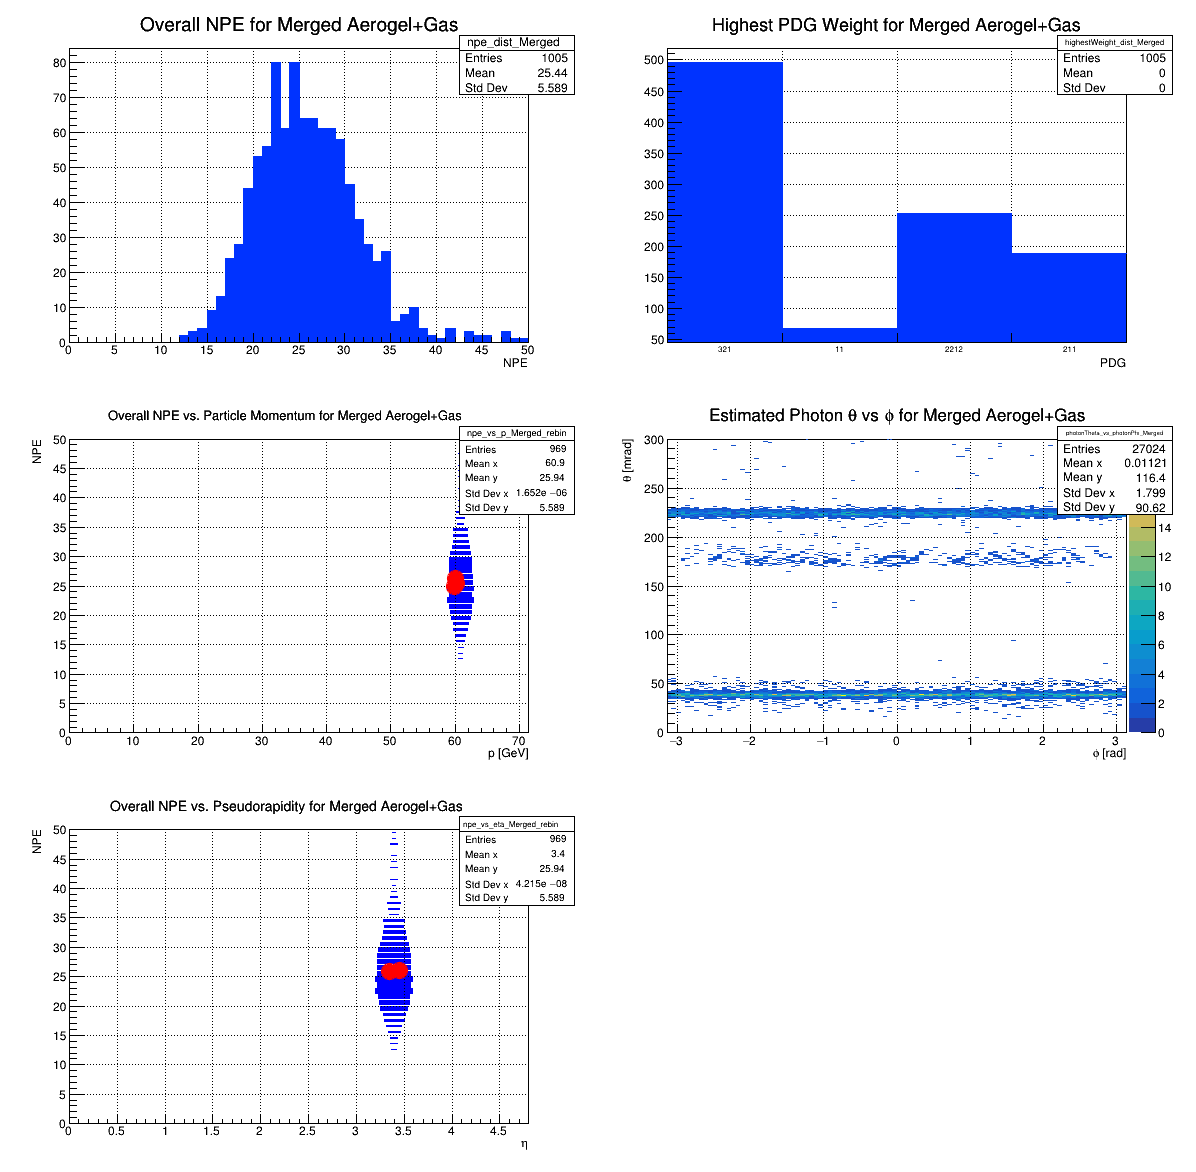 Overall NPE for Merged Aerogel+Gas
npe_dist_Merged
Entries 1005
Mean 25.44
Std Dev 5.589
80
70
60
50
40
30
20
10
0
0 5 10 15 20 25 30 35 40 45 50
NPE
Highest PDG Weight for Merged Aerogel+Gas
highestWeight_dist_Merged
Entries 1005
Mean 0
Std Dev 0
500
450
400
350
300
250
200
150
100
50
321 11 2212 211
PDG
Overall NPE vs. Particle Momentum for Merged Aerogel+Gas
npe_vs_p_Merged_rebin
Entries 969
Mean x 60.9
Mean y 25.94
Std Dev x 1.652e −06
Std Dev y 5.589
NPE
50
45
40
35
30
25
20
15
10
5
0
0 10 20 30 40 50 60 70
p [GeV]
Estimated Photon θ vs ϕ for Merged Aerogel+Gas
photonTheta_vs_photonPhi_Merged
Entries 27024
Mean x 0.01121
Mean y 116.4
Std Dev x 1.799
Std Dev y 90.62
θ [mrad]
300
250
200
150
100
50
0
−3 −2 −1 0 1 2 3
ϕ [rad]
14
12
10
8
6
4
2
0
Overall NPE vs. Pseudorapidity for Merged Aerogel+Gas
npe_vs_eta_Merged_rebin
Entries 969
Mean x 3.4
Mean y 25.94
Std Dev x 4.215e −08
Std Dev y 5.589
NPE
50
45
40
35
30
25
20
15
10
5
0
0 0.5 1 1.5 2 2.5 3 3.5 4 4.5
η